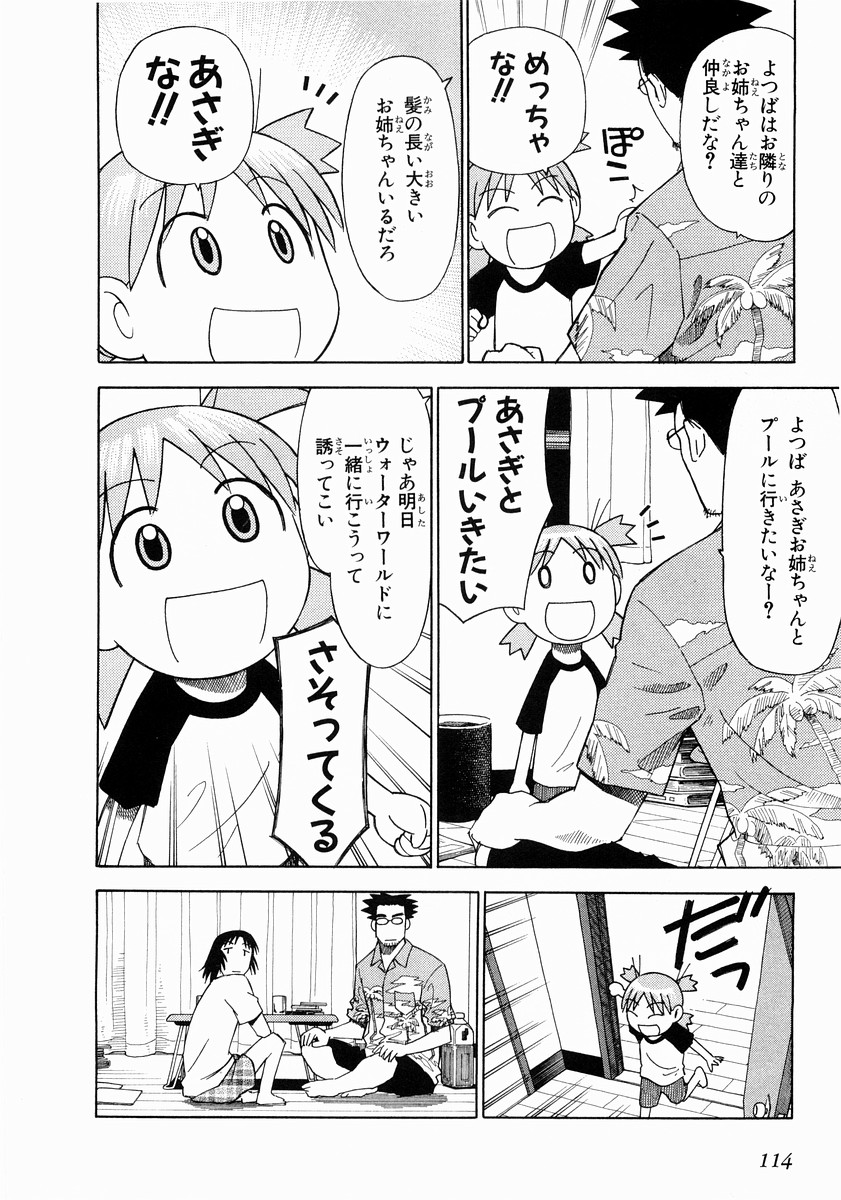 よつばはお隣りの
お姉ちゃん達と
仲良しだな?
ぽこ
めっちゃ
な!!
髪の長い大きい
お姉ちゃんいるだろ
あさぎ
な!!
よつば あさぎお姉ちゃんと
プールに行きたいなー?
あさぎと
プールいきたい
じゃあ明日
ウォーターワールドに
一緒に行こうって
誘ってこい
さそってくる
だっ
114